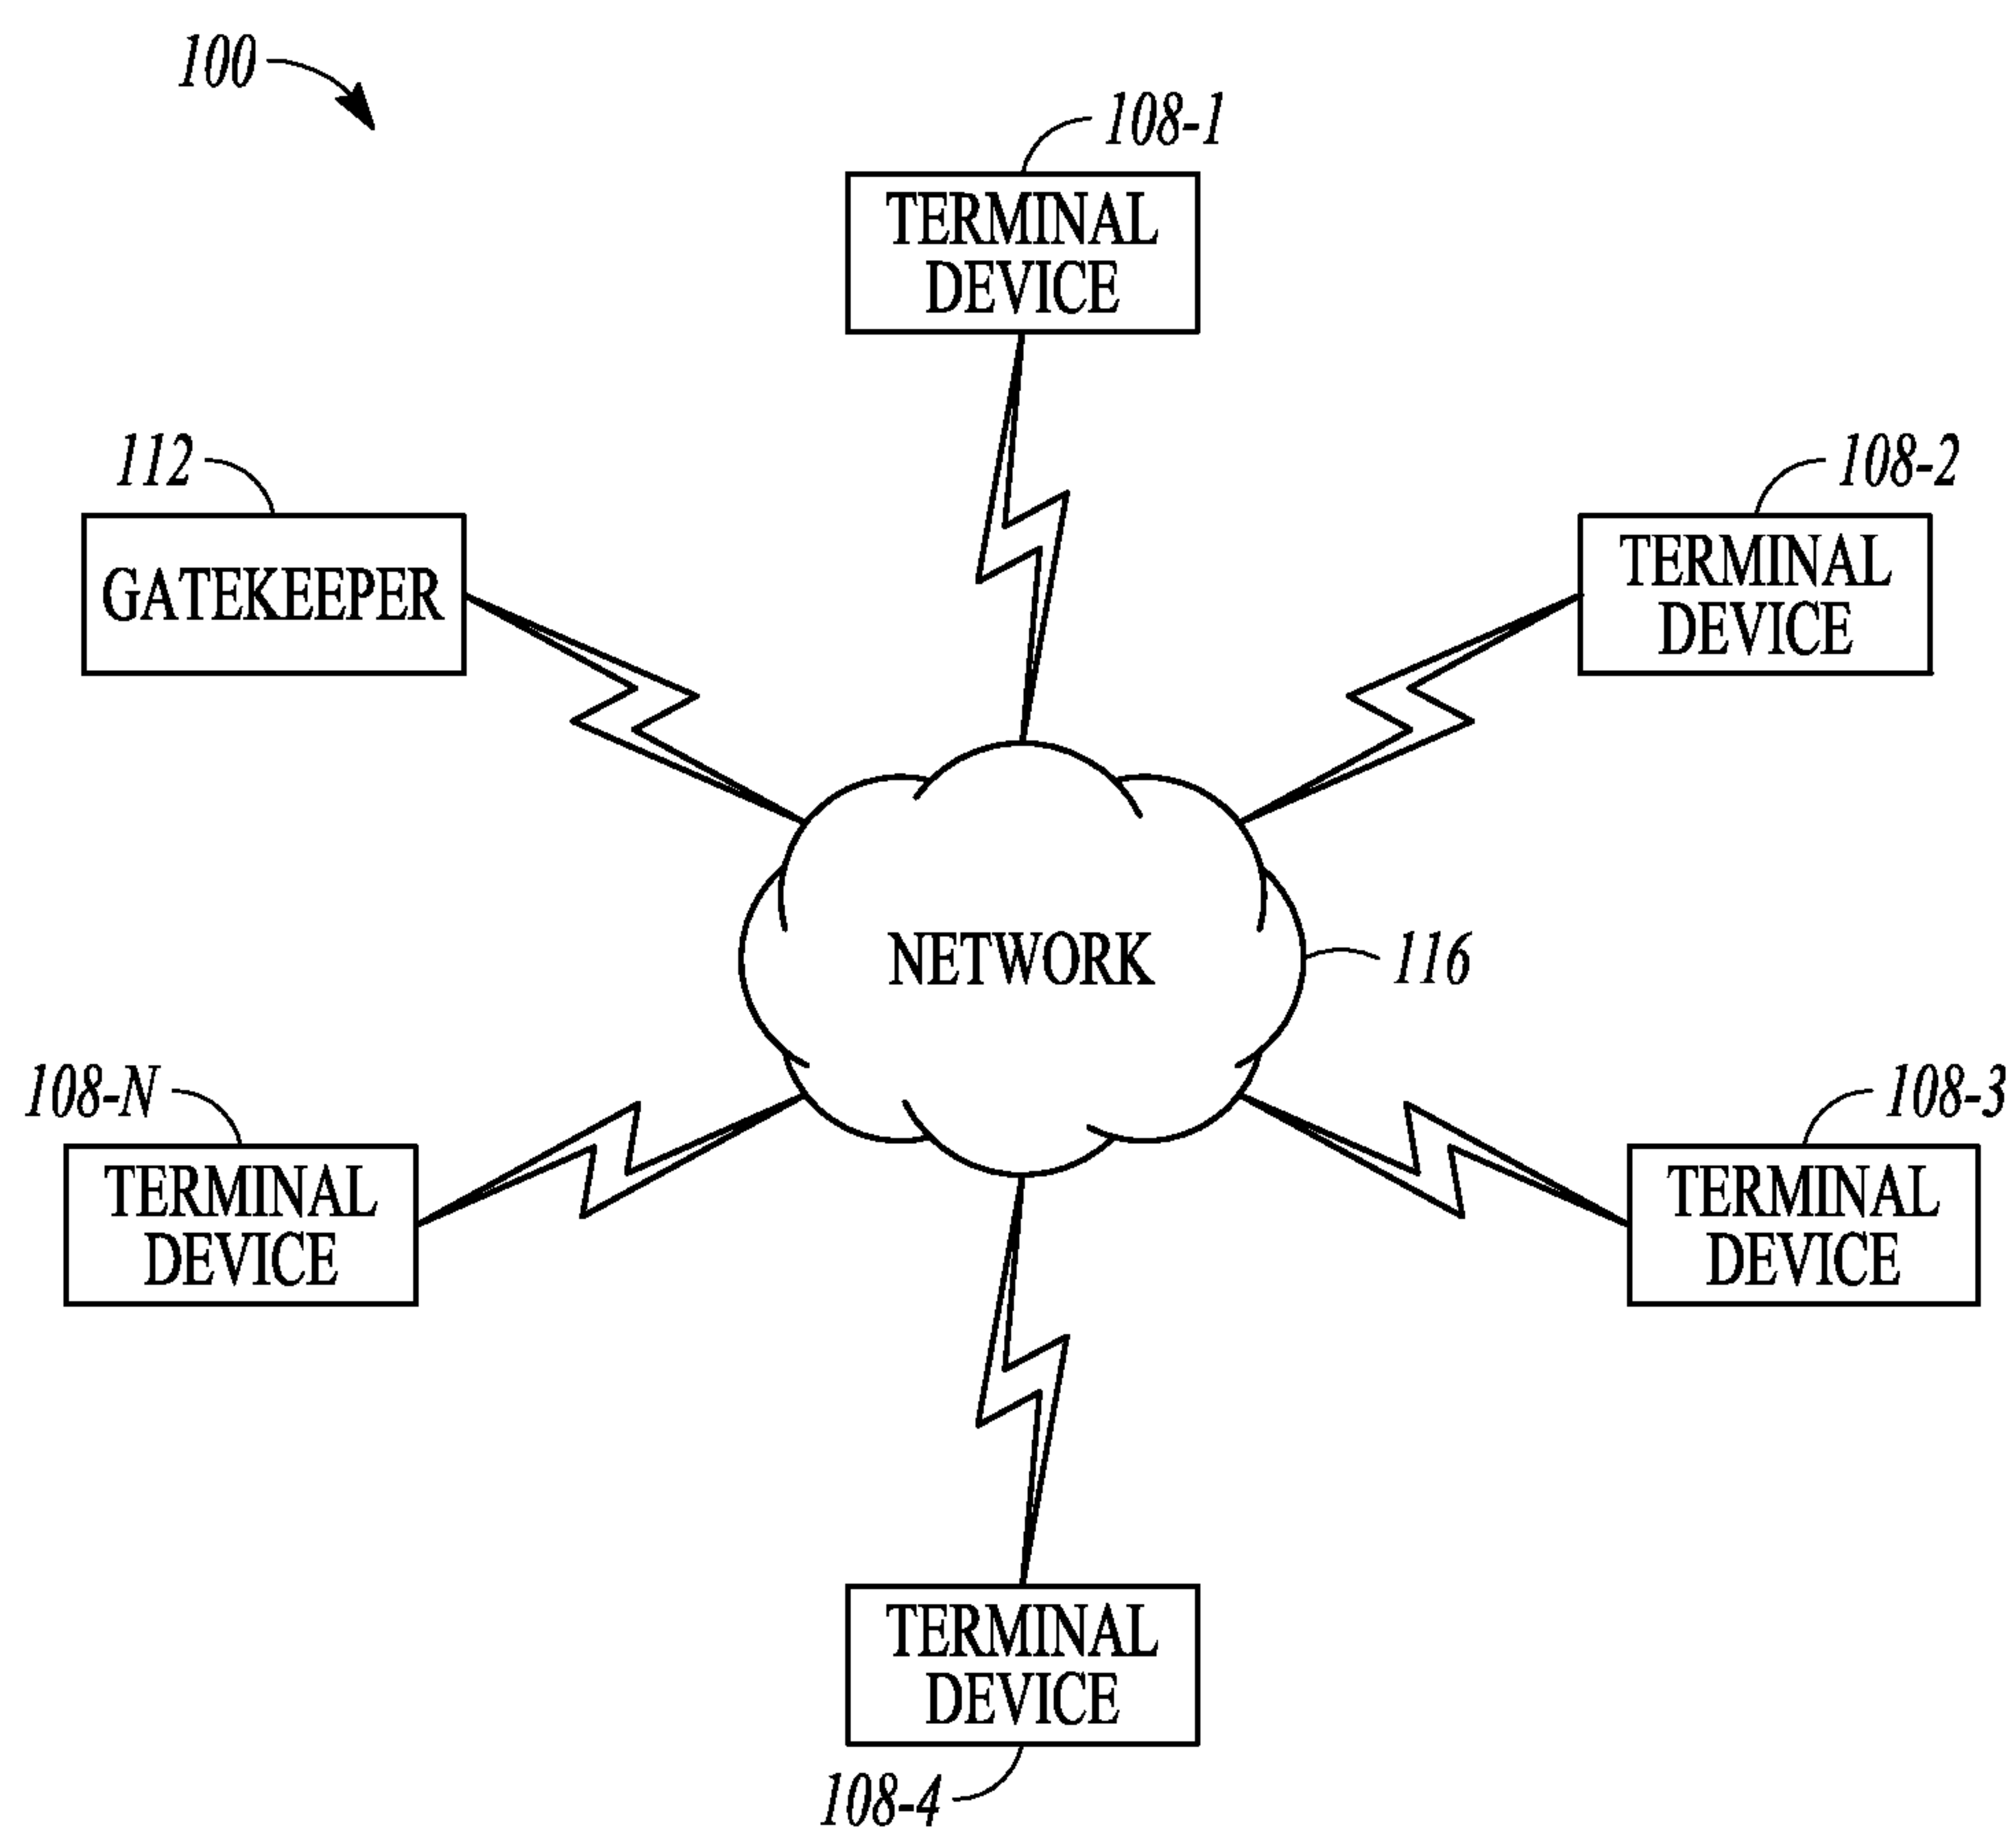 100
108-1
TERMINAL
DEVICE
112
GATEKEEPER
108-2
TERMINAL
DEVICE
NETWORK
116
108-N
TERMINAL
DEVICE
108-3
TERMINAL
DEVICE
TERMINAL
DEVICE
108-4